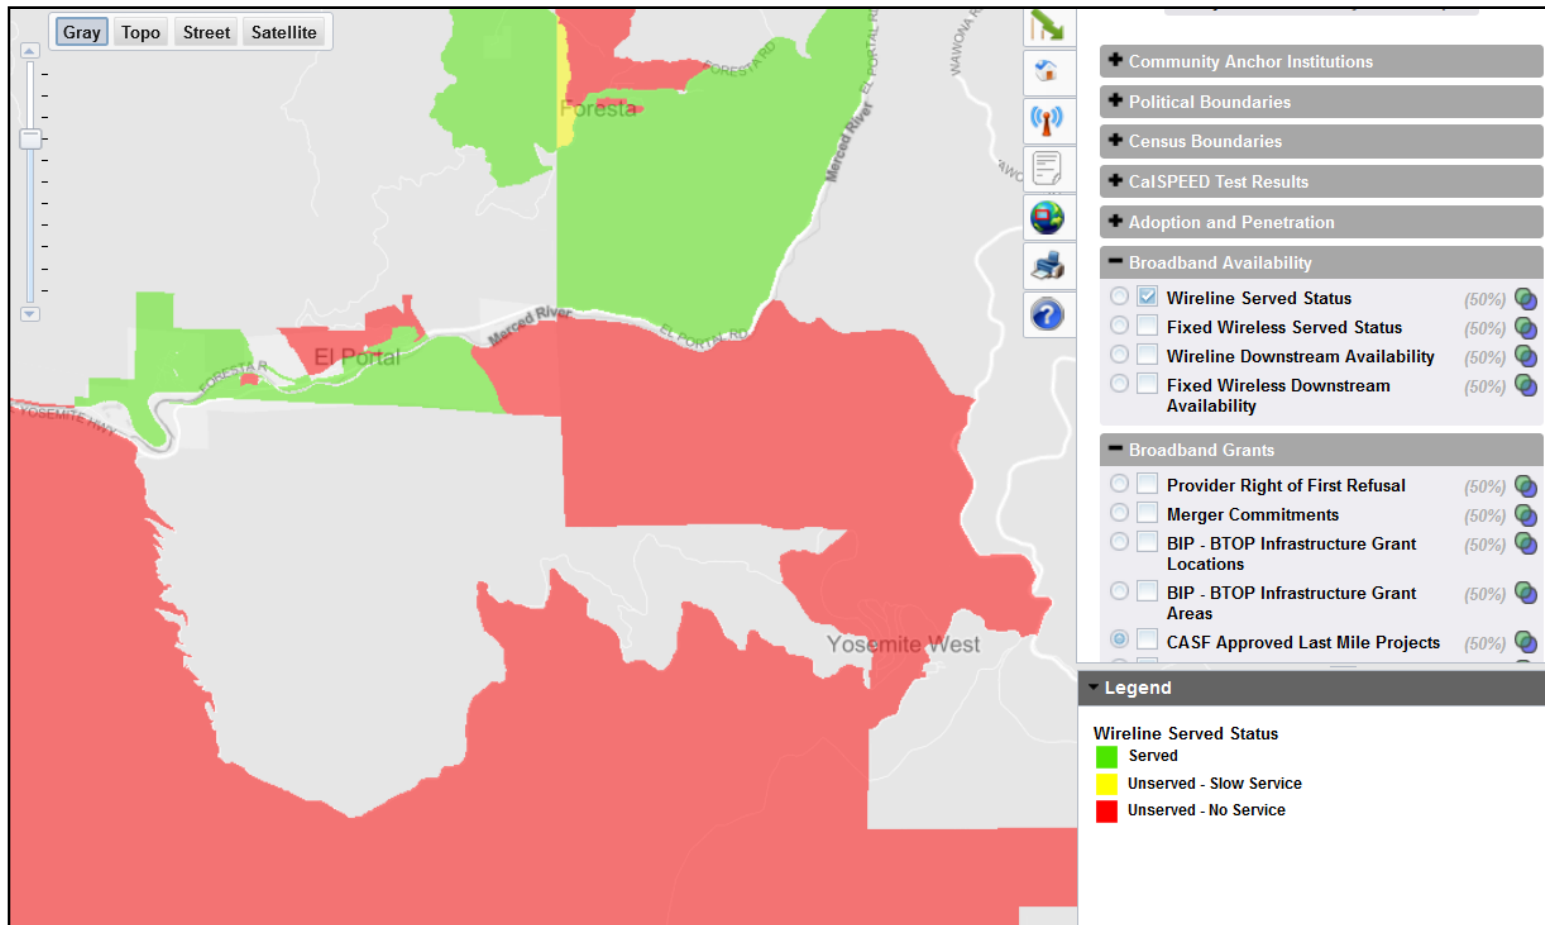 Gray Topo Street Satellite
FORESTA RD
EL PORTAL RD
WAWONA R
Foresta
Merced River
AWO
Merced River
EL PORTAL RD
El Portal
FORESTA R
YOSEMITE HWY
Yosemite West
Community Anchor Institutions
Political Boundaries
Census Boundaries
CalSPEED Test Results
Adoption and Penetration
Broadband Availability
Wireline Served Status (50%)
Fixed Wireless Served Status (50%)
Wireline Downstream Availability (50%)
Fixed Wireless Downstream (50%)
Availability
Broadband Grants
Provider Right of First Refusal (50%)
Merger Commitments (50%)
BIP - BTOP Infrastructure Grant (50%)
Locations
BIP - BTOP Infrastructure Grant (50%)
Areas
CASF Approved Last Mile Projects (50%)
Legend
Wireline Served Status
Served
Unserved - Slow Service
Unserved - No Service